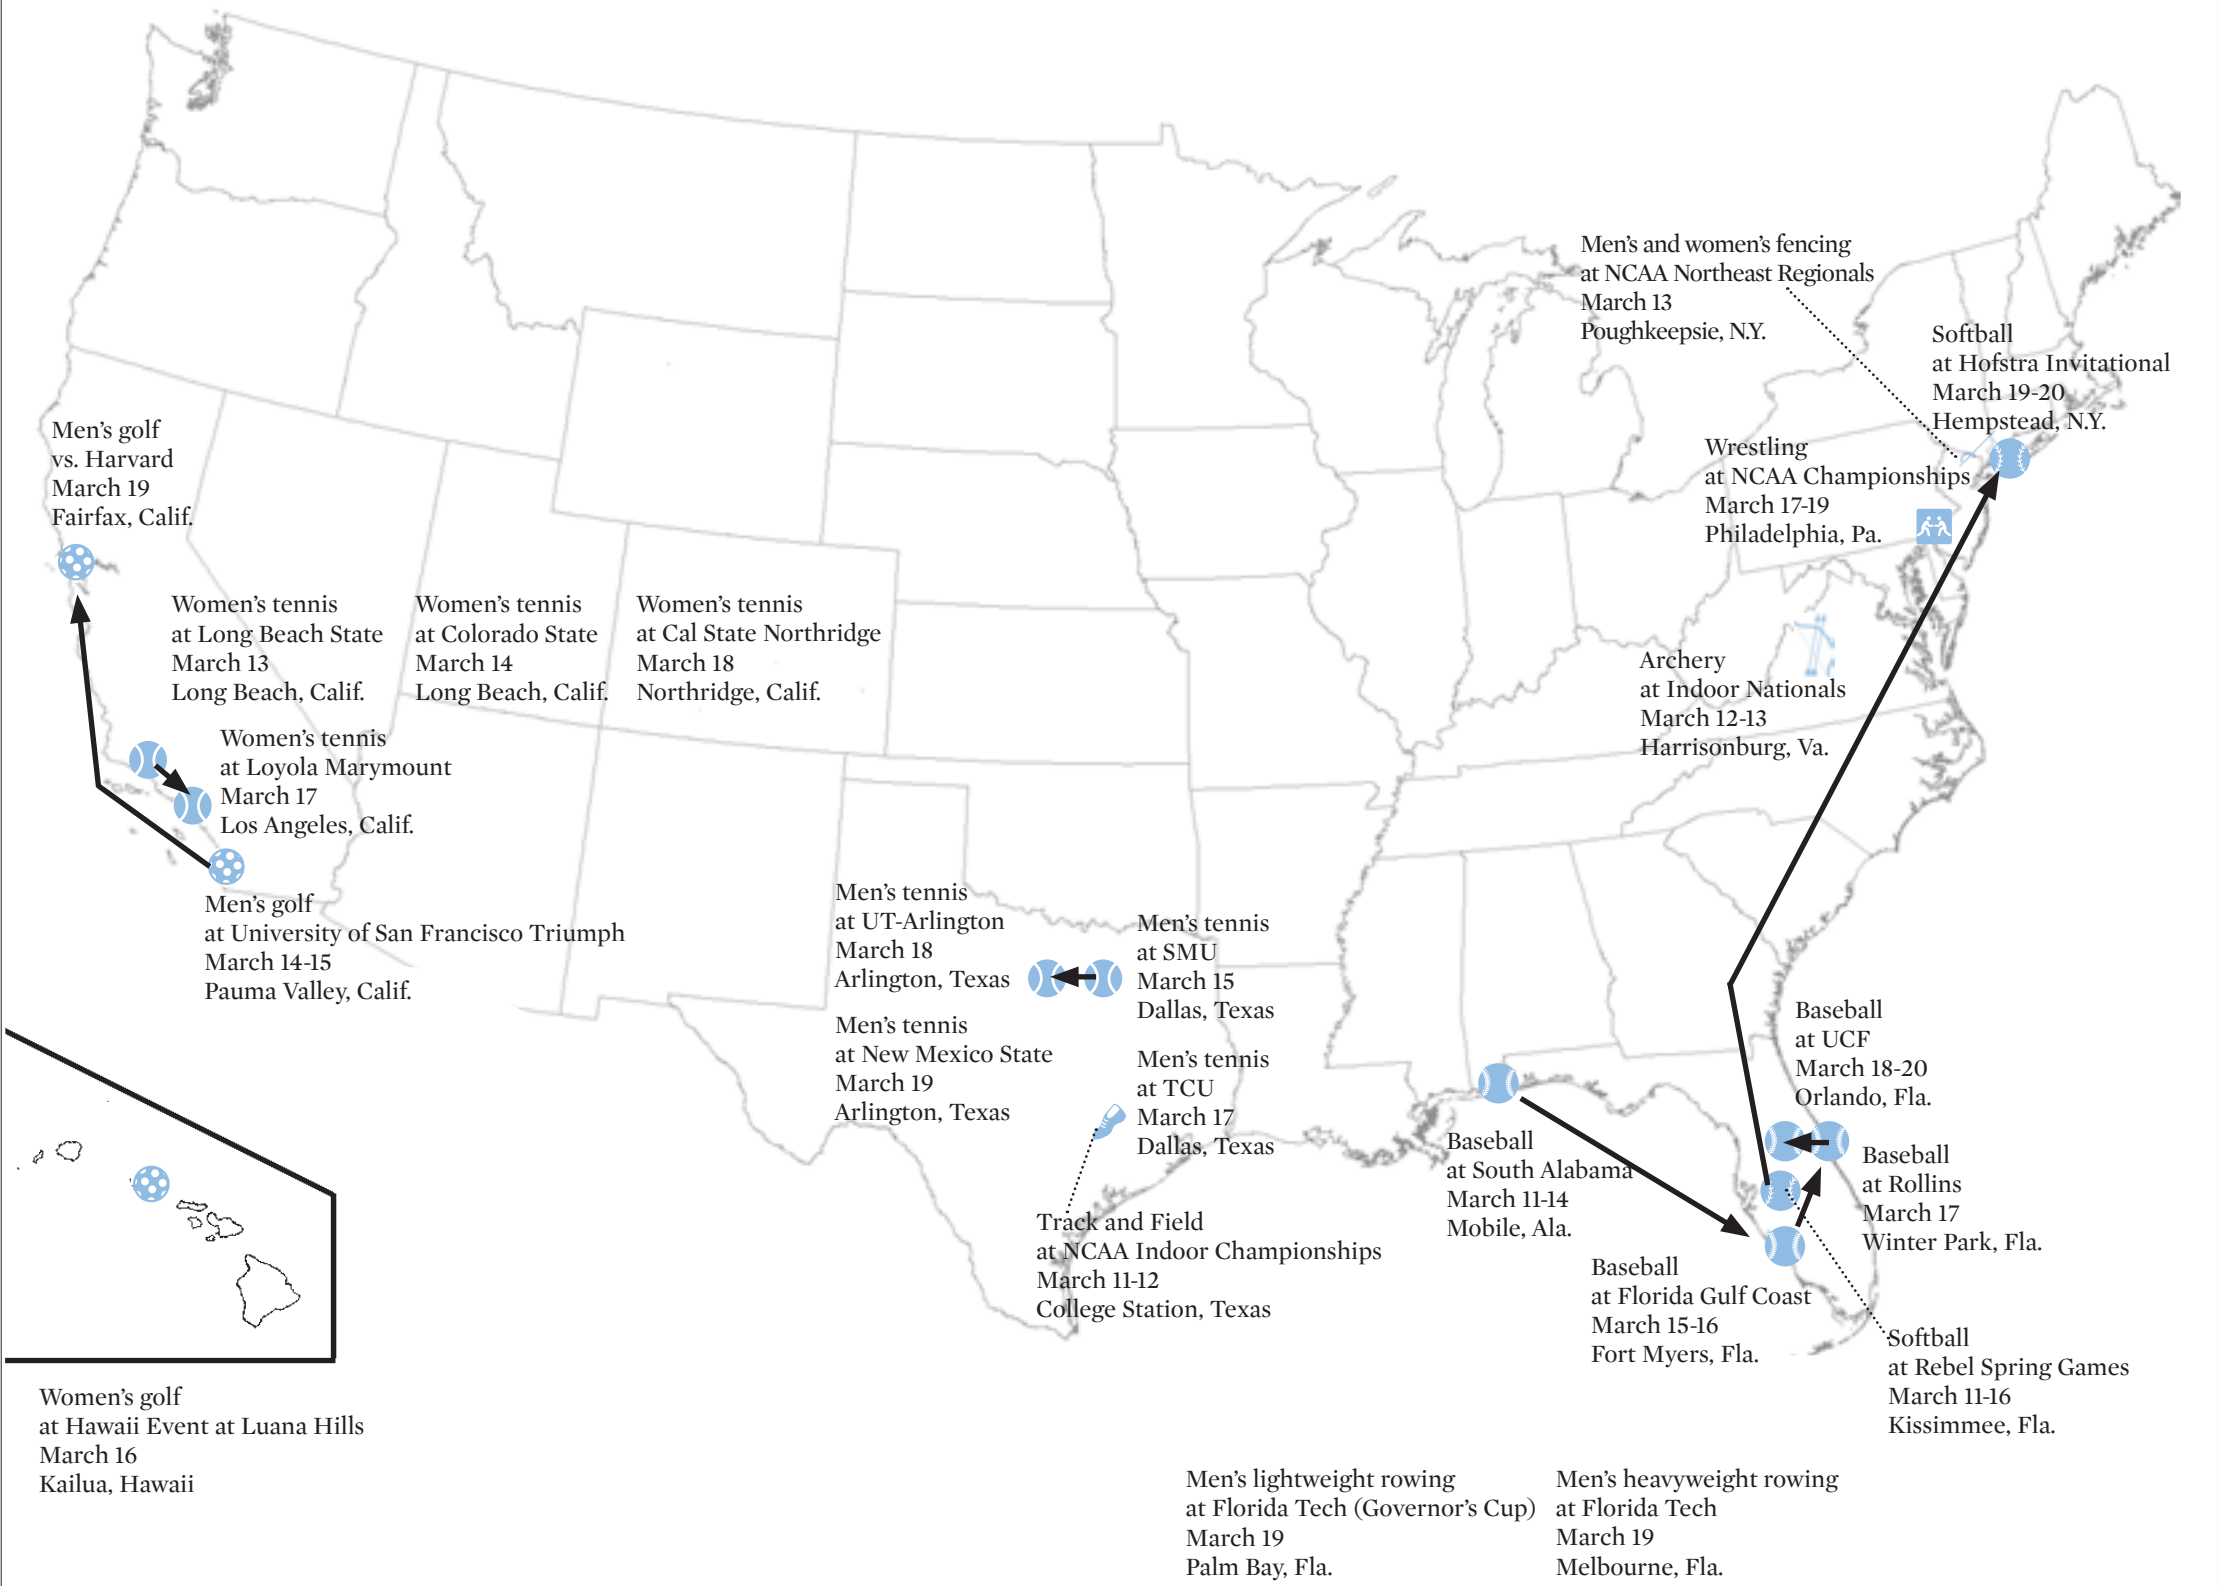 Men's and women's fencing
at NCAA Northeast Regionals
March 13
Poughkeepsie, N.Y.
Softball
at Hofstra Invitational
March 19-20
Hempstead, N.Y.
Men's golf
vs. Harvard
March 19
Fairfax, Calif.
Wrestling
at NCAA Championships
March 17-19
Philadelphia, Pa.
Women's tennis
at Long Beach State
March 13
Long Beach, Calif.
Women's tennis
at Colorado State
March 14
Long Beach, Calif.
Women's tennis
at Cal State Northridge
March 18
Northridge, Calif.
Archery
at Indoor Nationals
March 12-13
Harrisonburg, Va.
Women's tennis
at Loyola Marymount
March 17
Los Angeles, Calif.
Men's golf
at University of San Francisco Triumph
March 14-15
Pauma Valley, Calif.
Men's tennis
at UT-Arlington
March 18
Arlington, Texas
Men's tennis
at SMU
March 15
Dallas, Texas
Men's tennis
at New Mexico State
March 19
Arlington, Texas
Men's tennis
at TCU
March 17
Dallas, Texas
Baseball
at UCF
March 18-20
Orlando, Fla.
Baseball
at South Alabama
March 11-14
Mobile, Ala.
Baseball
at Rollins
March 17
Winter Park, Fla.
Track and Field
at NCAA Indoor Championships
March 11-12
College Station, Texas
Baseball
at Florida Gulf Coast
March 15-16
Fort Myers, Fla.
Softball
at Rebel Spring Games
March 11-16
Kissimmee, Fla.
Women's golf
at Hawaii Event at Luana Hills
March 16
Kailua, Hawaii
Men's lightweight rowing
at Florida Tech (Governor's Cup)
March 19
Palm Bay, Fla.
Men's heavyweight rowing
at Florida Tech
March 19
Melbourne, Fla.